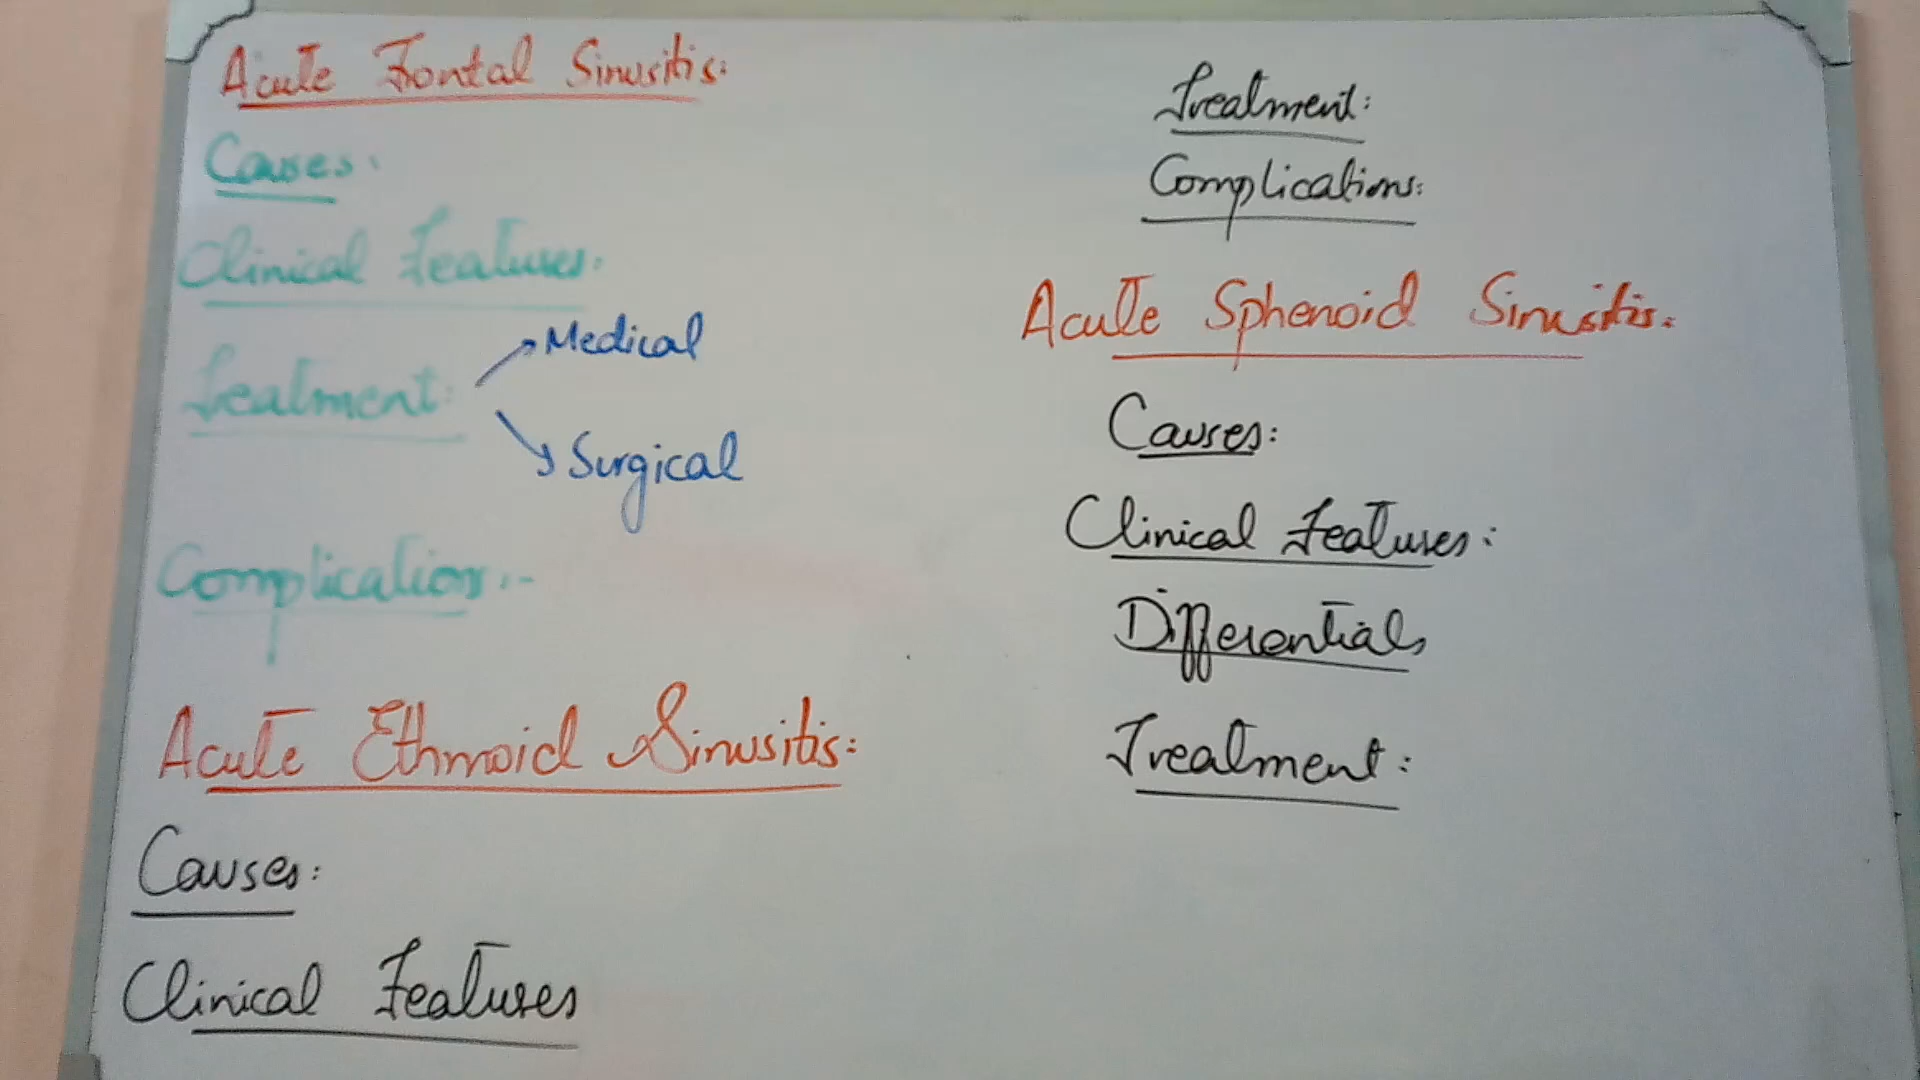 Acute Fontal Sinusitis:
Causes:
Clinical Features:
Treatment:
Medical
Surgical
Complications:-
Acute Ethmoid Sinusitis:
Causes:
Clinical Features
Treatment:
Complications:
Acute Sphenoid Sinusitis:
Causes:
Clinical Features:
Differentials
Treatment: